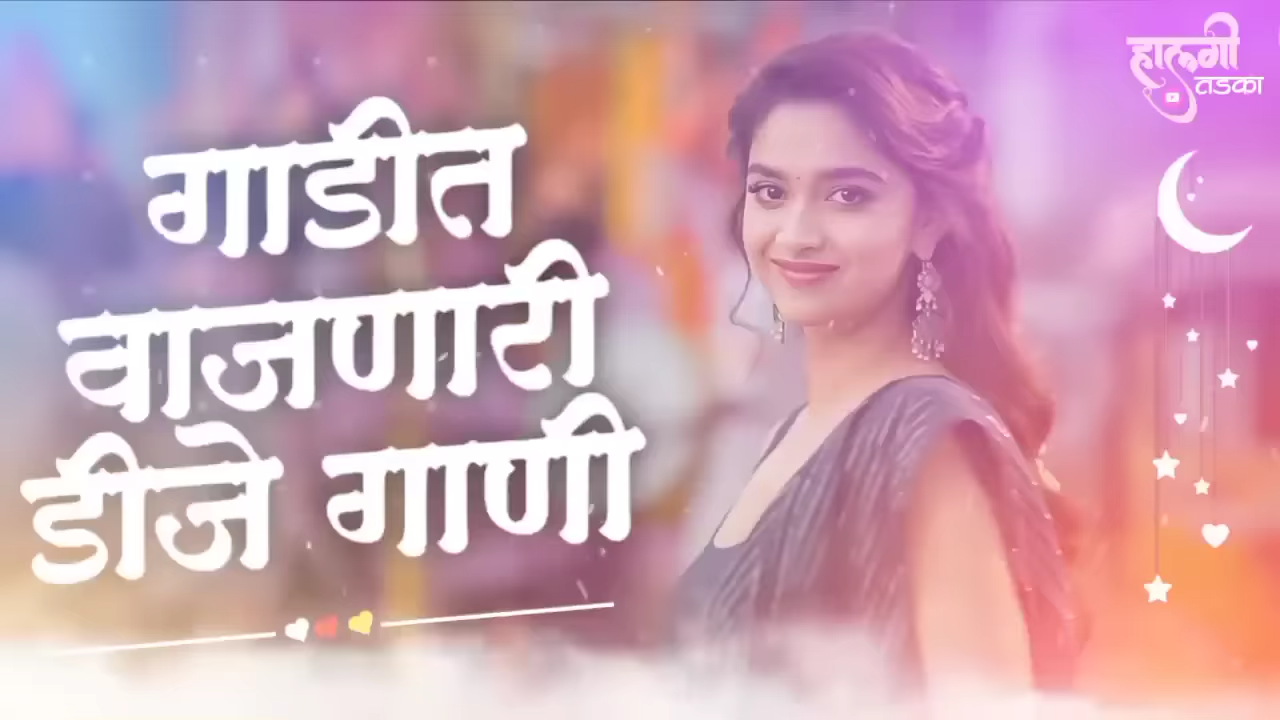 गाडीत
वाजणारी
डीजे गाणी
हालगी
तडका